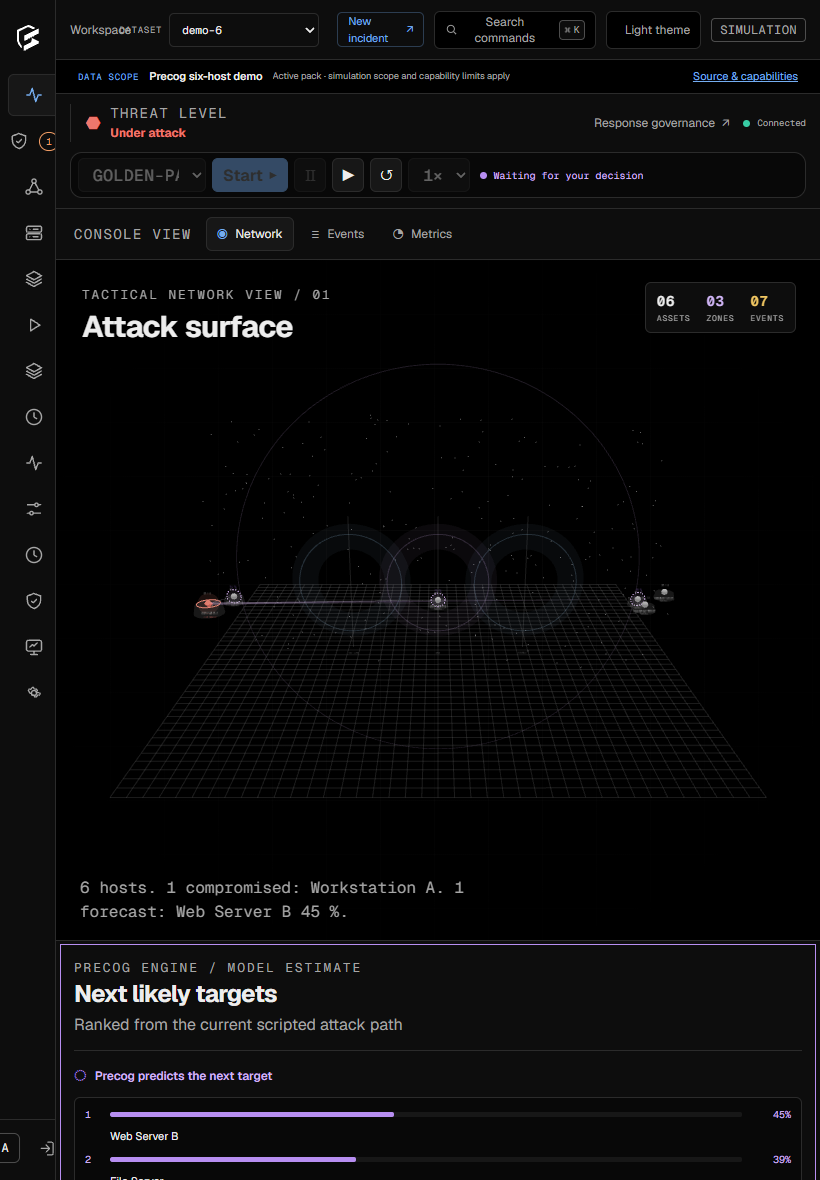 Workspace
DATASET
demo-6
New
incident
Search
commands
⌘ K
Light theme
SIMULATION
DATA SCOPE
Precog six-host demo
Active pack · simulation scope and capability limits apply
Source & capabilities
1
THREAT LEVEL
Under attack
Response governance
Connected
GOLDEN-PA
Start
1×
Waiting for your decision
CONSOLE VIEW
Network
Events
Metrics
TACTICAL NETWORK VIEW / 01
Attack surface
06
ASSETS
03
ZONES
07
EVENTS
6 hosts. 1 compromised: Workstation A. 1
forecast: Web Server B 45 %.
PRECOG ENGINE / MODEL ESTIMATE
Next likely targets
Ranked from the current scripted attack path
Precog predicts the next target
1
45%
Web Server B
2
39%
File Server
A